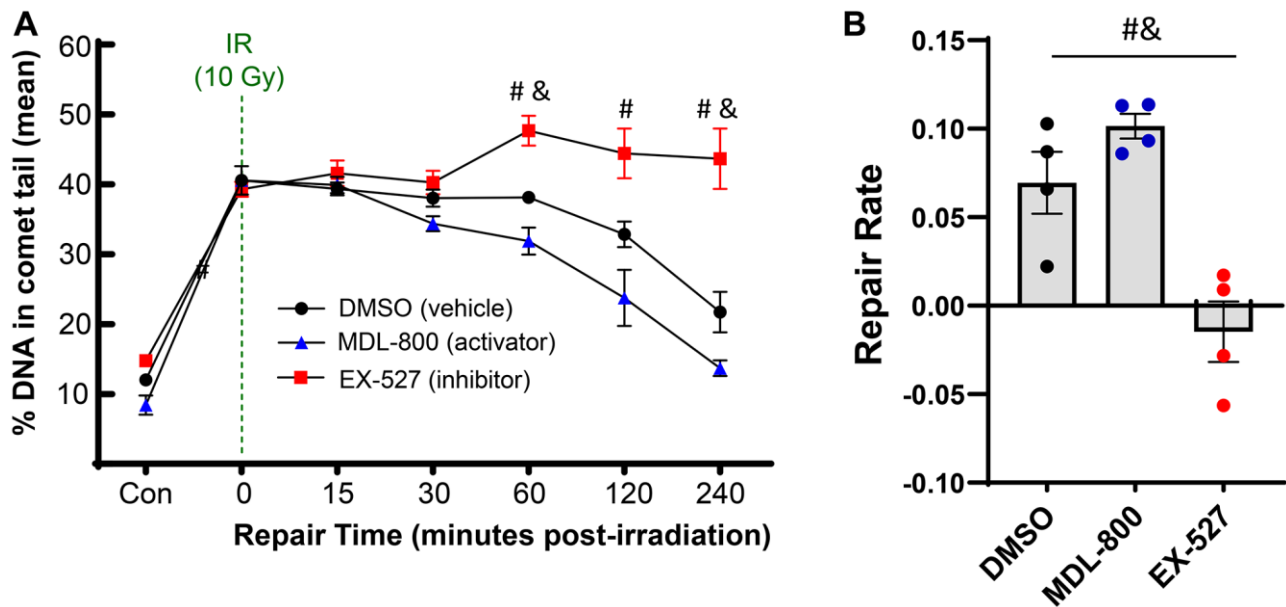 A
IR
(10 Gy)
% DNA in comet tail (mean)
60
50
40
30
20
10
# &
#
# &
DMSO (vehicle)
MDL-800 (activator)
EX-527 (inhibitor)
Con 0 15 30 60 120 240
Repair Time (minutes post-irradiation)
B
#&
Repair Rate
0.15
0.10
0.05
0.00
-0.05
-0.10
DMSO
MDL-800
EX-527